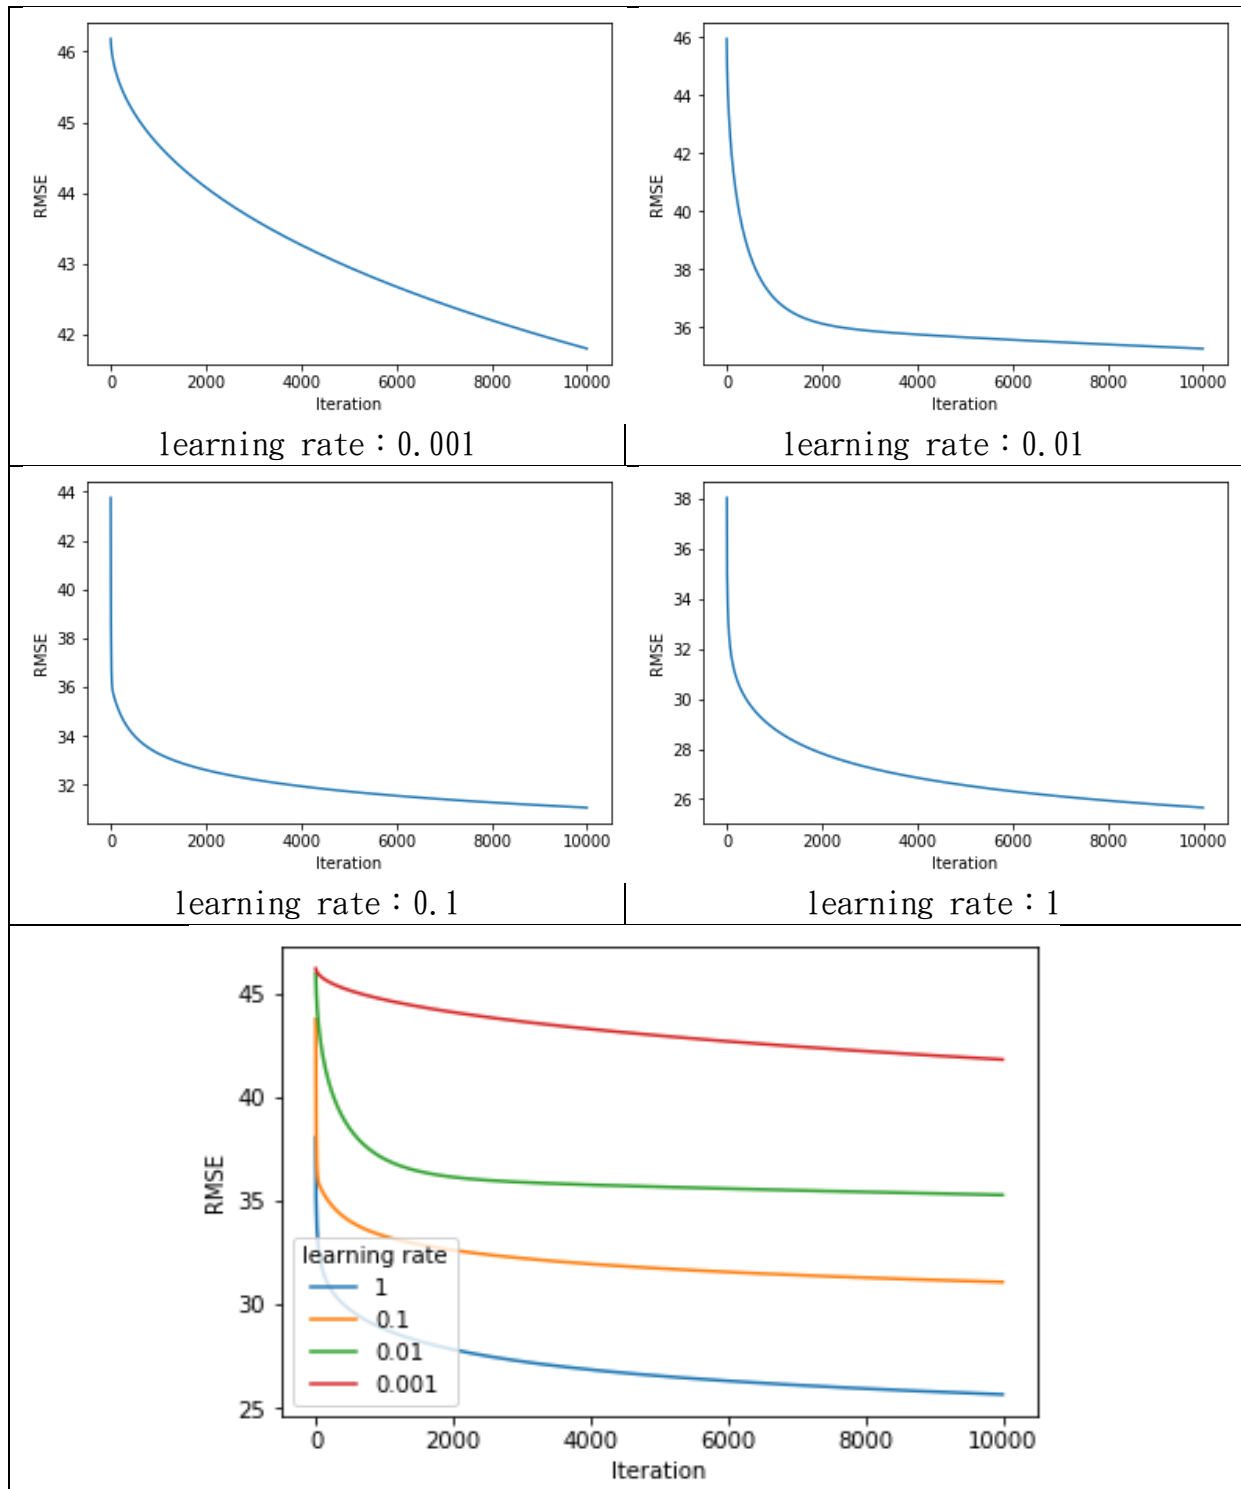 46
45
44
43
42
RMSE
0 2000 4000 6000 8000 10000
Iteration
learning rate：0.001
46
44
42
40
38
36
RMSE
0 2000 4000 6000 8000 10000
Iteration
learning rate：0.01
44
42
40
38
36
34
32
RMSE
0 2000 4000 6000 8000 10000
Iteration
learning rate：0.1
38
36
34
32
30
28
26
RMSE
0 2000 4000 6000 8000 10000
Iteration
learning rate：1
45
40
35
30
25
RMSE
learning rate
1
0.1
0.01
0.001
0 2000 4000 6000 8000 10000
Iteration